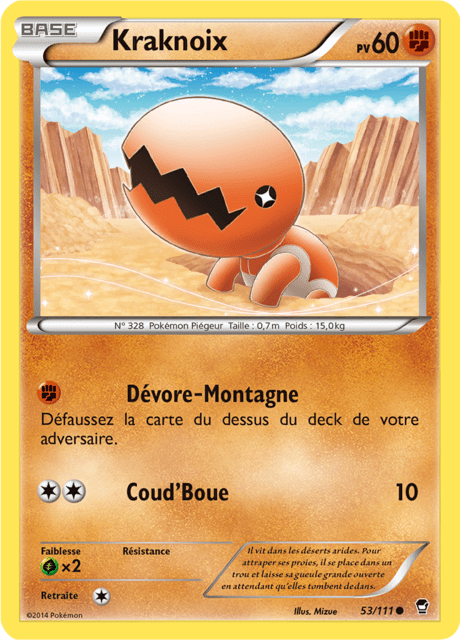 BASE
Kraknoix
PV60
N° 328 Pokémon Piégeur Taille : 0,7m Poids : 15,0kg
Dévore-Montagne
Défaussez la carte du dessus du deck de votre
adversaire.
Coud'Boue 10
Faiblesse
×2
Résistance
Retraite
Il vit dans les déserts arides. Pour
attraper ses proies, il se place dans un
trou et laisse sa gueule grande ouverte
en attendant qu'elles tombent dedans.
©2014 Pokémon
Illus. Mizue
53/111